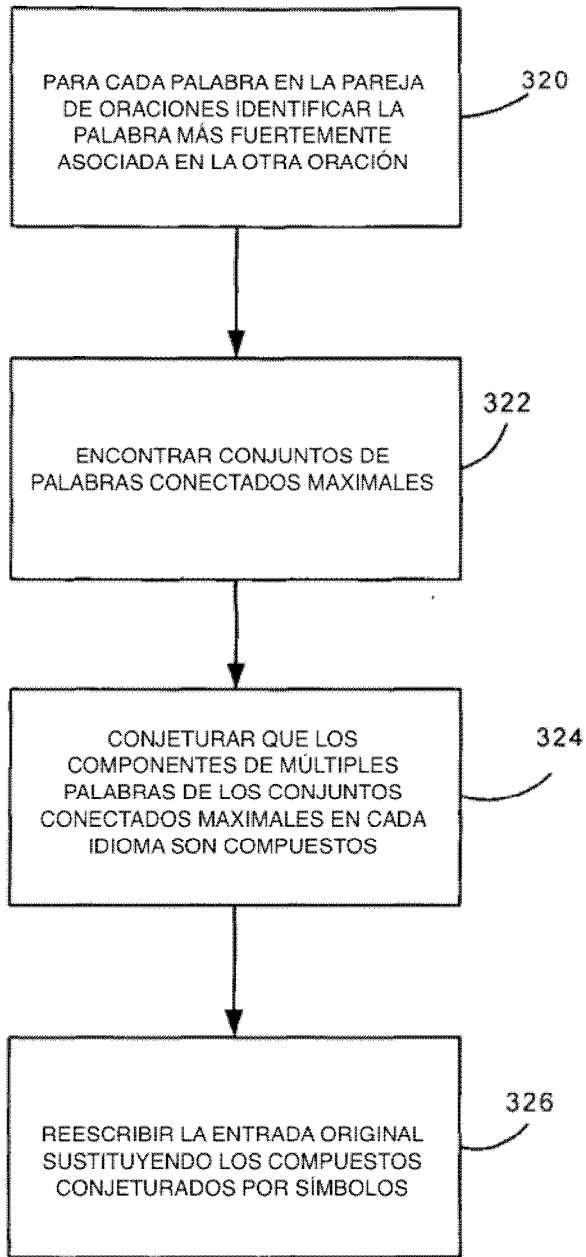 PARA CADA PALABRA EN LA PAREJA
DE ORACIONES IDENTIFICAR LA
PALABRA MÁS FUERTEMENTE
ASOCIADA EN LA OTRA ORACIÓN
320
322
ENCONTRAR CONJUNTOS DE
PALABRAS CONECTADOS MAXIMALES
CONJETURAR QUE LOS
COMPONENTES DE MÚLTIPLES
PALABRAS DE LOS CONJUNTOS
CONECTADOS MAXIMALES EN CADA
IDIOMA SON COMPUESTOS
324
326
REESCRIBIR LA ENTRADA ORIGINAL
SUSTITUYENDO LOS COMPUESTOS
CONJETURADOS POR SÍMBOLOS